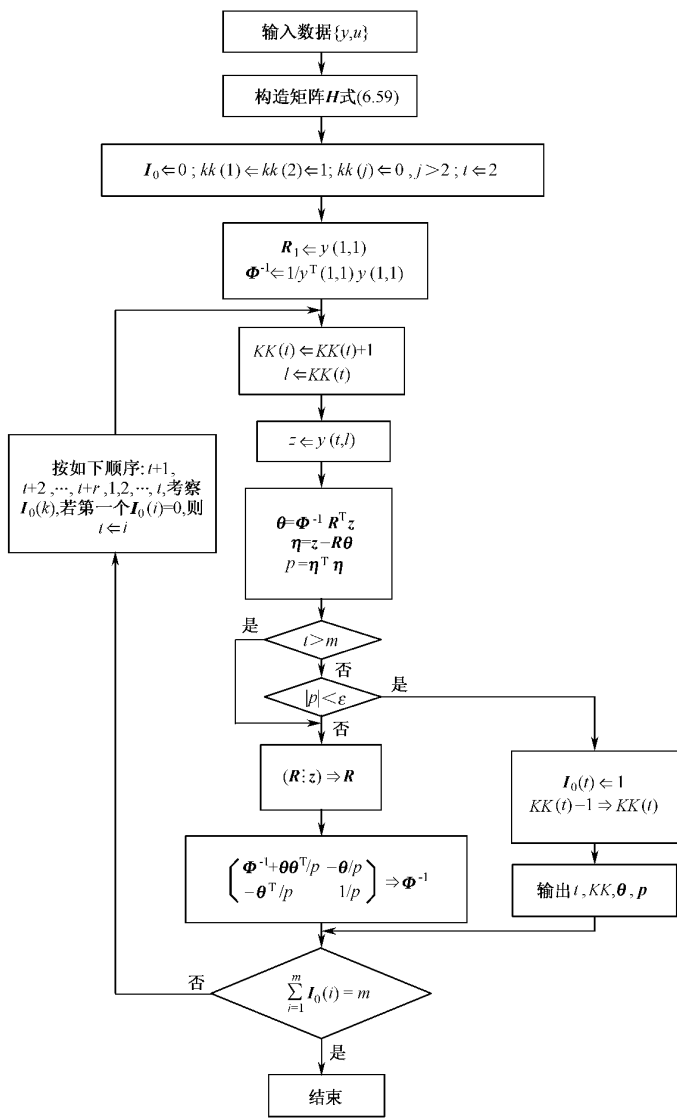 输入数据{y,u}
构造矩阵H式(6.59)
I₀⇐0 ; kk (1) ⇐ kk (2) ⇐1; kk (j) ⇐ 0 , j >2 ; t ⇐2
R₁ ⇐ y (1,1)
Φ⁻¹⇐1/yᵀ (1,1) y (1,1)
KK(t) ⇐ KK(t)+1
l ⇐KK(t)
z ⇐ y (t,l)
按如下顺序: t+1,
t+2 ,⋯, t+r ,1,2,⋯, t,考察
I₀(k),若第一个I₀(i)=0,则
t ⇐ i
θ=Φ⁻¹ Rᵀz
η=z−Rθ
p =ηᵀ η
是
t > m
否
|p|<ε
是
否
(R⋮z) ⇒ R
I₀(t) ⇐ 1
KK(t)−1 ⇒ KK(t)
Φ⁻¹+θθᵀ/p −θ/p
−θᵀ/p 1/p
⇒ Φ⁻¹
输出 t , KK,θ, p
否
∑ᵢ₌₁ᵐ I₀(i) = m
是
结束